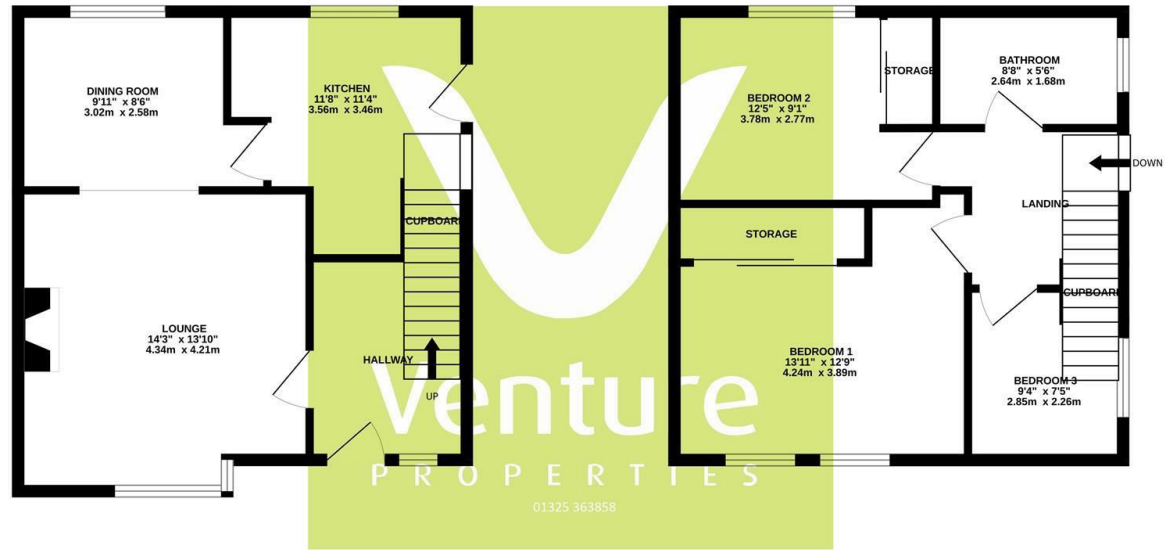 DINING ROOM
9'11" x 8'6"
3.02m x 2.58m
KITCHEN
11'8" x 11'4"
3.56m x 3.46m
CUPBOARD
LOUNGE
14'3" x 13'10"
4.34m x 4.21m
HALLWAY
UP
BEDROOM 2
12'5" x 9'1"
3.78m x 2.77m
STORAGE
BATHROOM
8'8" x 5'6"
2.64m x 1.68m
DOWN
LANDING
STORAGE
CUPBOARD
BEDROOM 1
13'11" x 12'9"
4.24m x 3.89m
BEDROOM 3
9'4" x 7'5"
2.85m x 2.26m
Venture
PROPERTIES
01325 363858